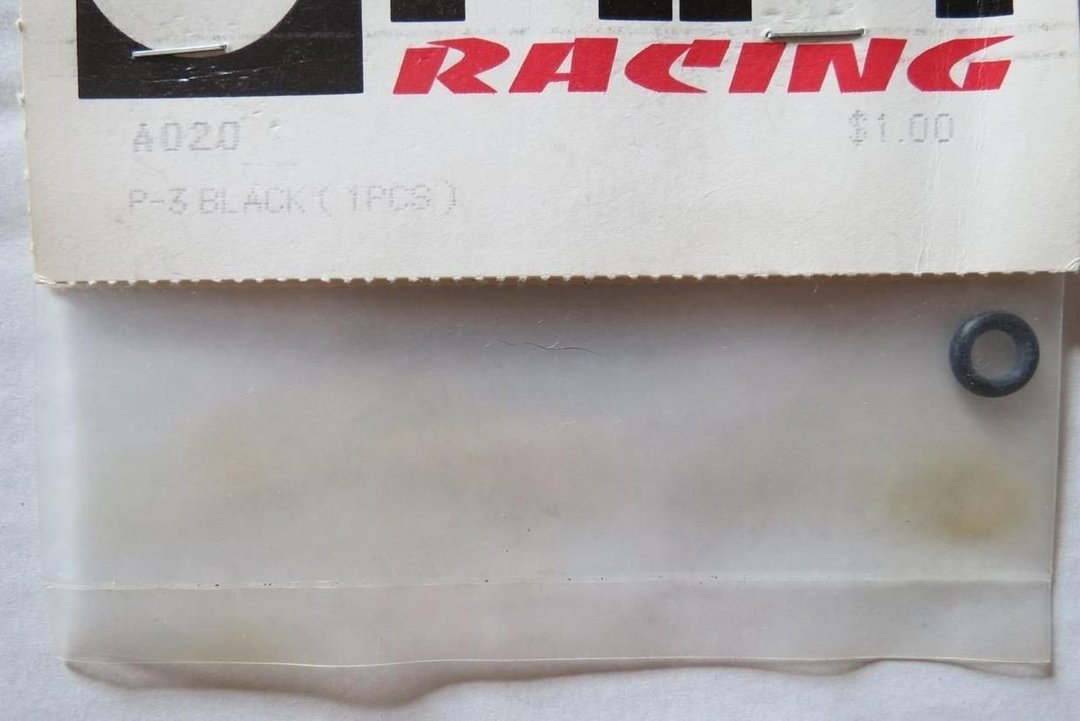 RACING
A020
$1.00
P-3 BLACK ( 1PCS )